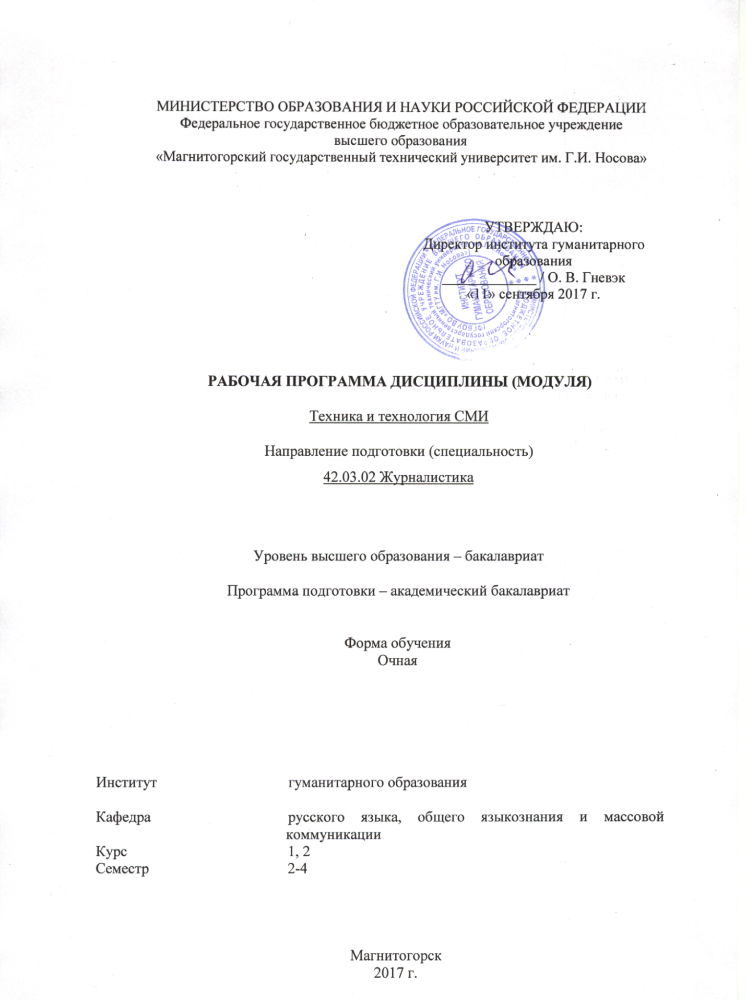 МИНИСТЕРСТВО ОБРАЗОВАНИЯ И НАУКИ РОССИЙСКОЙ ФЕДЕРАЦИИ
Федеральное государственное бюджетное образовательное учреждение
высшего образования
«Магнитогорский государственный технический университет им. Г.И. Носова»
УТВЕРЖДАЮ:
Директор института гуманитарного
образования
/ О. В. Гневэк
«11» сентября 2017 г.
ИНСТИТУТ
ГУМАНИТАРНОГО
ОБРАЗОВАНИЯ
РАБОЧАЯ ПРОГРАММА ДИСЦИПЛИНЫ (МОДУЛЯ)
Техника и технология СМИ
Направление подготовки (специальность)
42.03.02 Журналистика
Уровень высшего образования – бакалавриат
Программа подготовки – академический бакалавриат
Форма обучения
Очная
Институт гуманитарного образования
Кафедра русского языка, общего языкознания и массовой
коммуникации
Курс 1, 2
Семестр 2-4
Магнитогорск
2017 г.